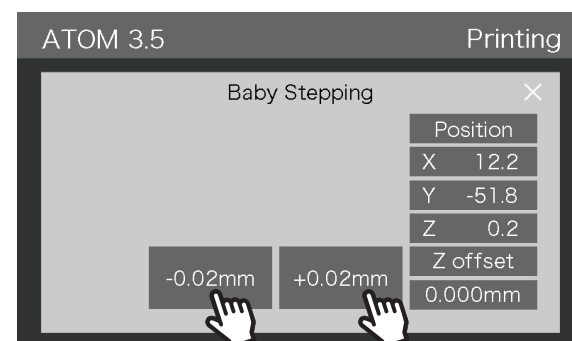 ATOM 3.5 Printing
Baby Stepping
Position
X 12.2
Y -51.8
Z 0.2
Z offset
0.000mm
-0.02mm +0.02mm